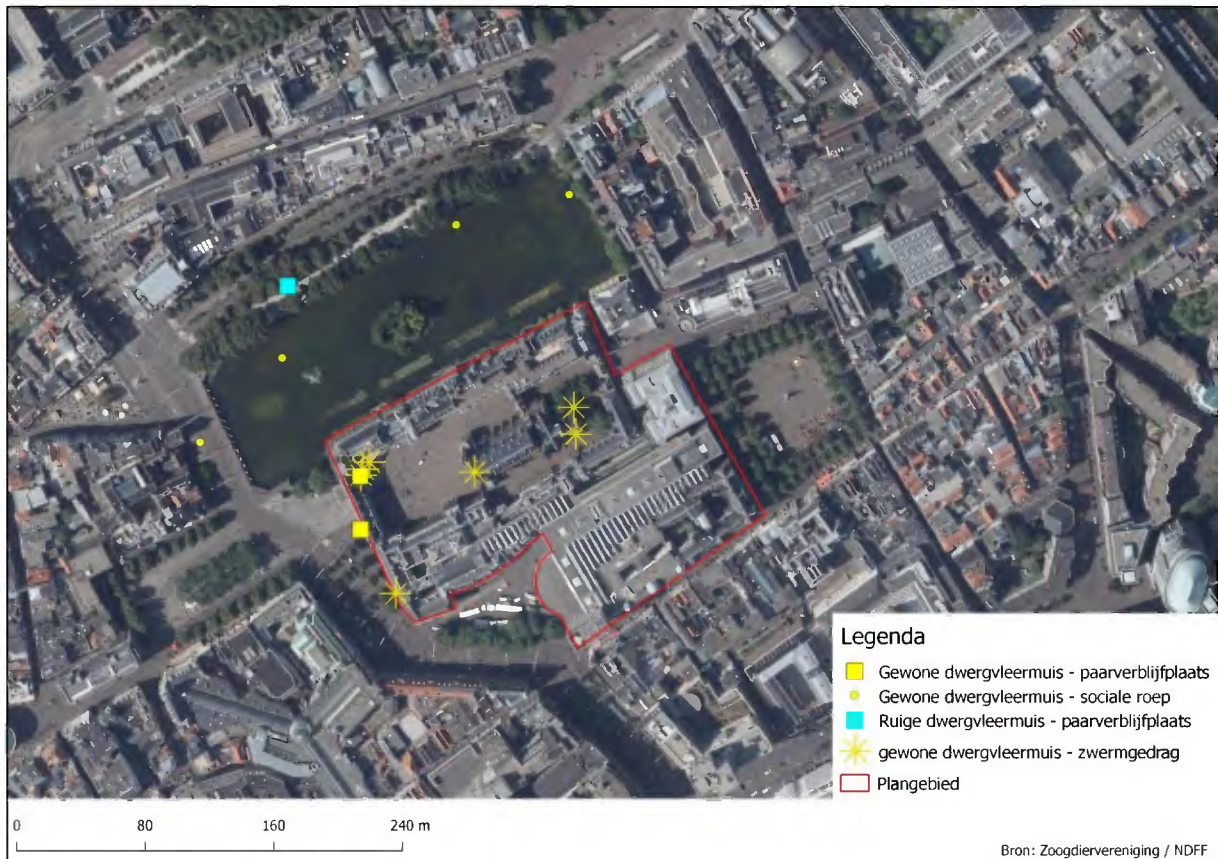 Legenda
Gewone dwergvleermuis - paarverblijfplaats
Gewone dwergvleermuis - sociale roep
Ruige dwergvleermuis - paarverblijfplaats
gewone dwergvleermuis - zwermgedrag
Plangebied
0 80 160 240 m
Bron: Zoogdiervereniging / NDFF